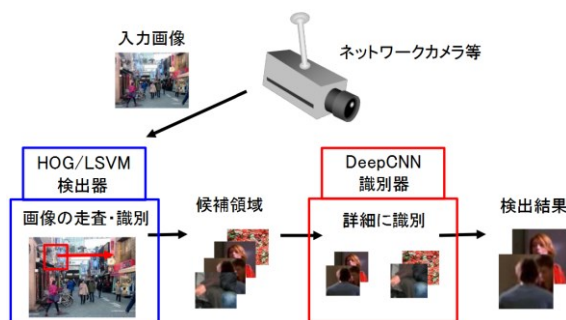 入力画像
ネットワークカメラ等
HOG/LSVM
検出器
画像の走査・識別
候補領域
DeepCNN
識別器
詳細に識別
検出結果